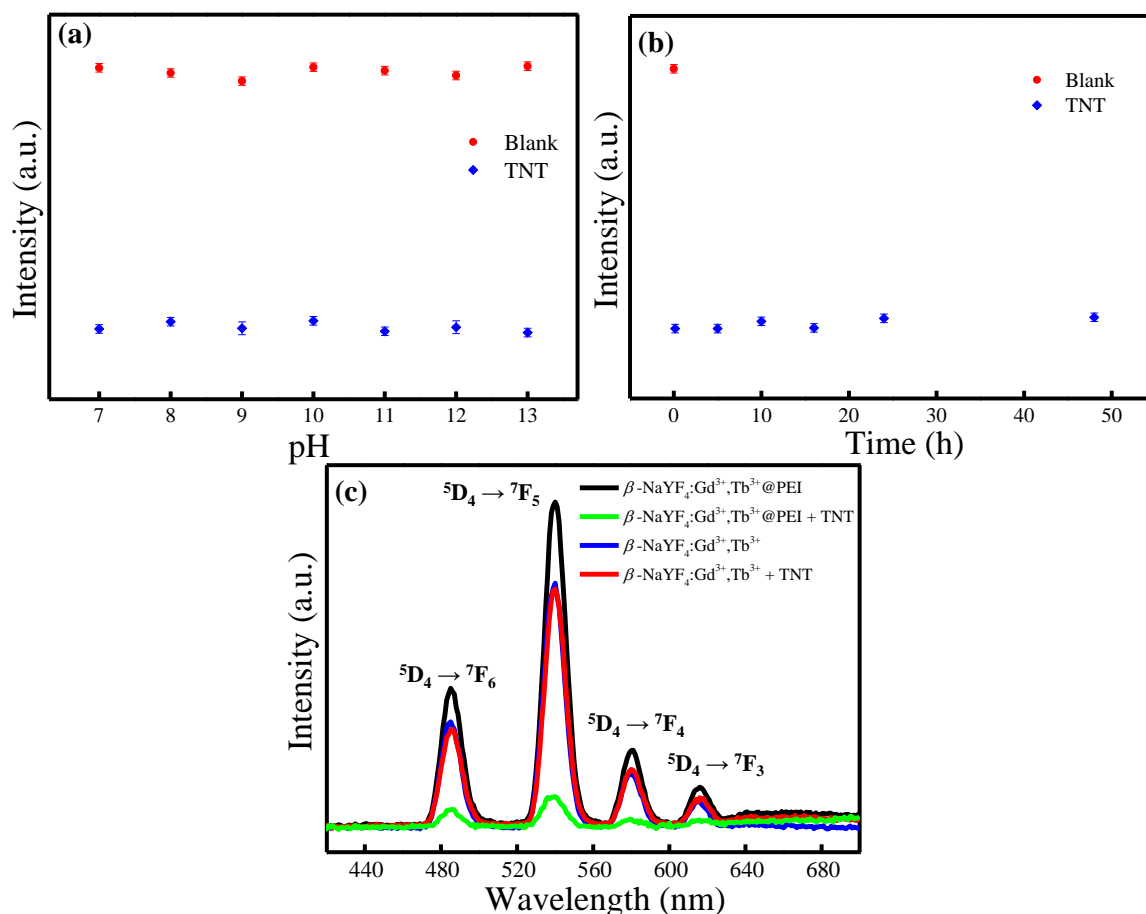 (a)
Blank
TNT
Intensity (a.u.)
7 8 9 10 11 12 13
pH
(b)
Blank
TNT
Intensity (a.u.)
0 10 20 30 40 50
Time (h)
(c)
⁵D₄ → ⁷F₅
β-NaYF₄:Gd³⁺,Tb³⁺@PEI
β-NaYF₄:Gd³⁺,Tb³⁺@PEI + TNT
β-NaYF₄:Gd³⁺,Tb³⁺
β-NaYF₄:Gd³⁺,Tb³⁺ + TNT
⁵D₄ → ⁷F₆
⁵D₄ → ⁷F₄
⁵D₄ → ⁷F₃
Intensity (a.u.)
440 480 520 560 600 640 680
Wavelength (nm)